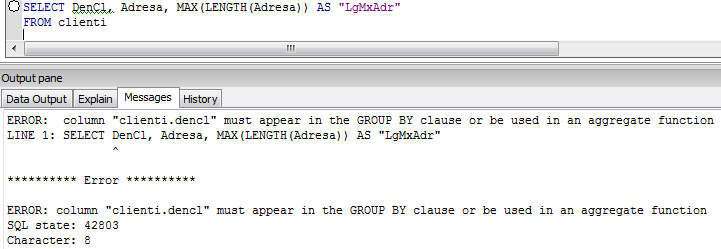 SELECT DenCl, Adresa, MAX(LENGTH(Adresa)) AS "LgMxAdr"
FROM clienti
Output pane
Data Output Explain Messages History
ERROR:  column "clienti.dencl" must appear in the GROUP BY clause or be used in an aggregate function
LINE 1: SELECT DenCl, Adresa, MAX(LENGTH(Adresa)) AS "LgMxAdr"
^
********** Error **********
ERROR: column "clienti.dencl" must appear in the GROUP BY clause or be used in an aggregate function
SQL state: 42803
Character: 8